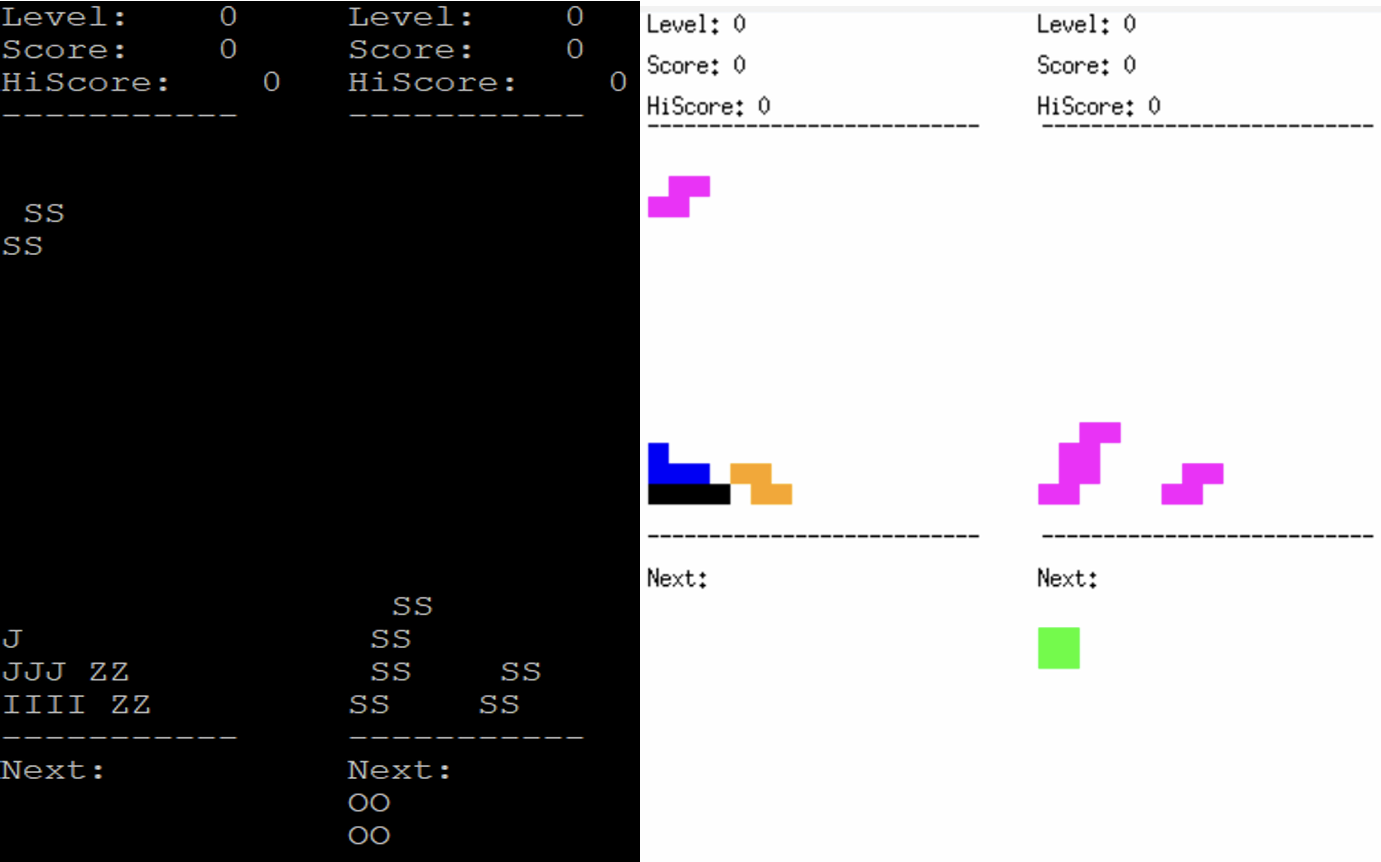 Level: 0 Level: 0
Score: 0 Score: 0
HiScore: 0 HiScore: 0
----------- -----------
 SS
SS
 SS
J SS
JJJ ZZ SS SS
IIII ZZ SS SS
----------- -----------
Next: Next:
OO
OO
Level: 0 Level: 0
Score: 0 Score: 0
HiScore: 0 HiScore: 0
--------------------------- ---------------------------
--------------------------- ---------------------------
Next: Next: